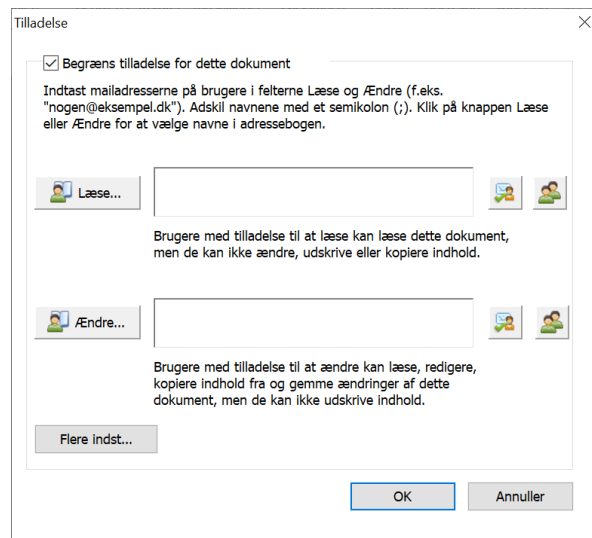 Tilladelse
Begræns tilladelse for dette dokument
Indtast mailadresserne på brugere i felterne Læse og Ændre (f.eks.
"nogen@eksempel.dk"). Adskil navnene med et semikolon (;). Klik på knappen Læse
eller Ændre for at vælge navne i adressebogen.
Læse...
Brugere med tilladelse til at læse kan læse dette dokument,
men de kan ikke ændre, udskrive eller kopiere indhold.
Ændre...
Brugere med tilladelse til at ændre kan læse, redigere,
kopiere indhold fra og gemme ændringer af dette
dokument, men de kan ikke udskrive indhold.
Flere indst...
OK
Annuller